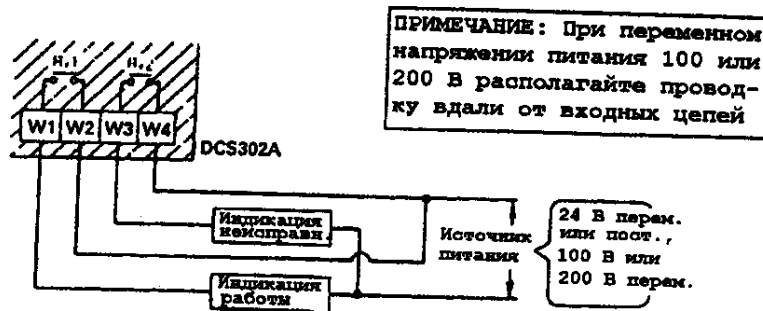 ПРИМЕЧАНИЕ: При переменном
напряжении питания 100 или
200 В располагайте провод-
ку вдали от входных цепей
W1 W2 W3 W4
DCS302A
Индикация
неисправн.
Индикация
работы
Источник
питания
24 В перем.
или пост.,
100 В или
200 В перем.